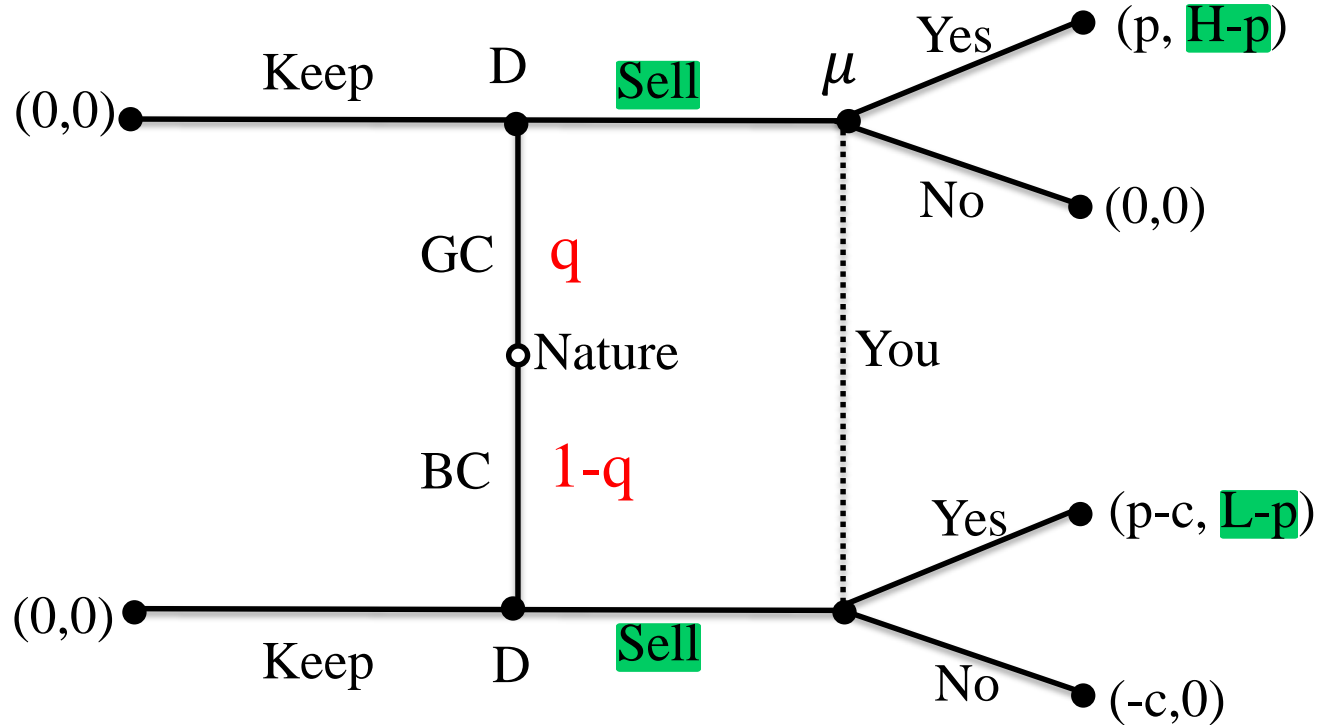 Yes
(p, H-p)
Keep
D
Sell
μ
(0,0)
No
(0,0)
GC
q
Nature
You
BC
1-q
Yes
(p-c, L-p)
(0,0)
Keep
D
Sell
No
(-c,0)